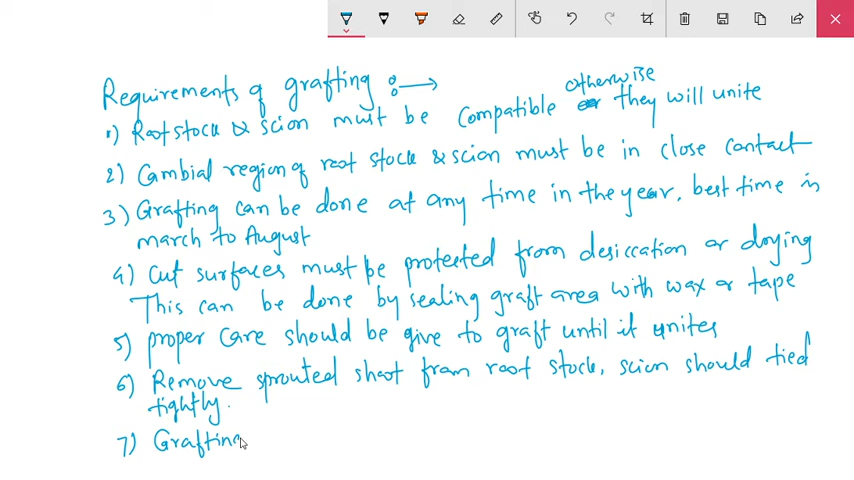 Requirements of grafting :→
1) Rootstock & scion must be compatible otherwise they will unite
2) Cambial region of root stock & scion must be in close contact
3) Grafting can be done at any time in the year, best time is
march to August
4) Cut surfaces must be protected from desiccation or drying
This can be done by sealing graft area with wax or tape
5) proper care should be give to graft until it unites
6) Remove sprouted shoot from root stock, scion should tied
tightly.
7) Grafting